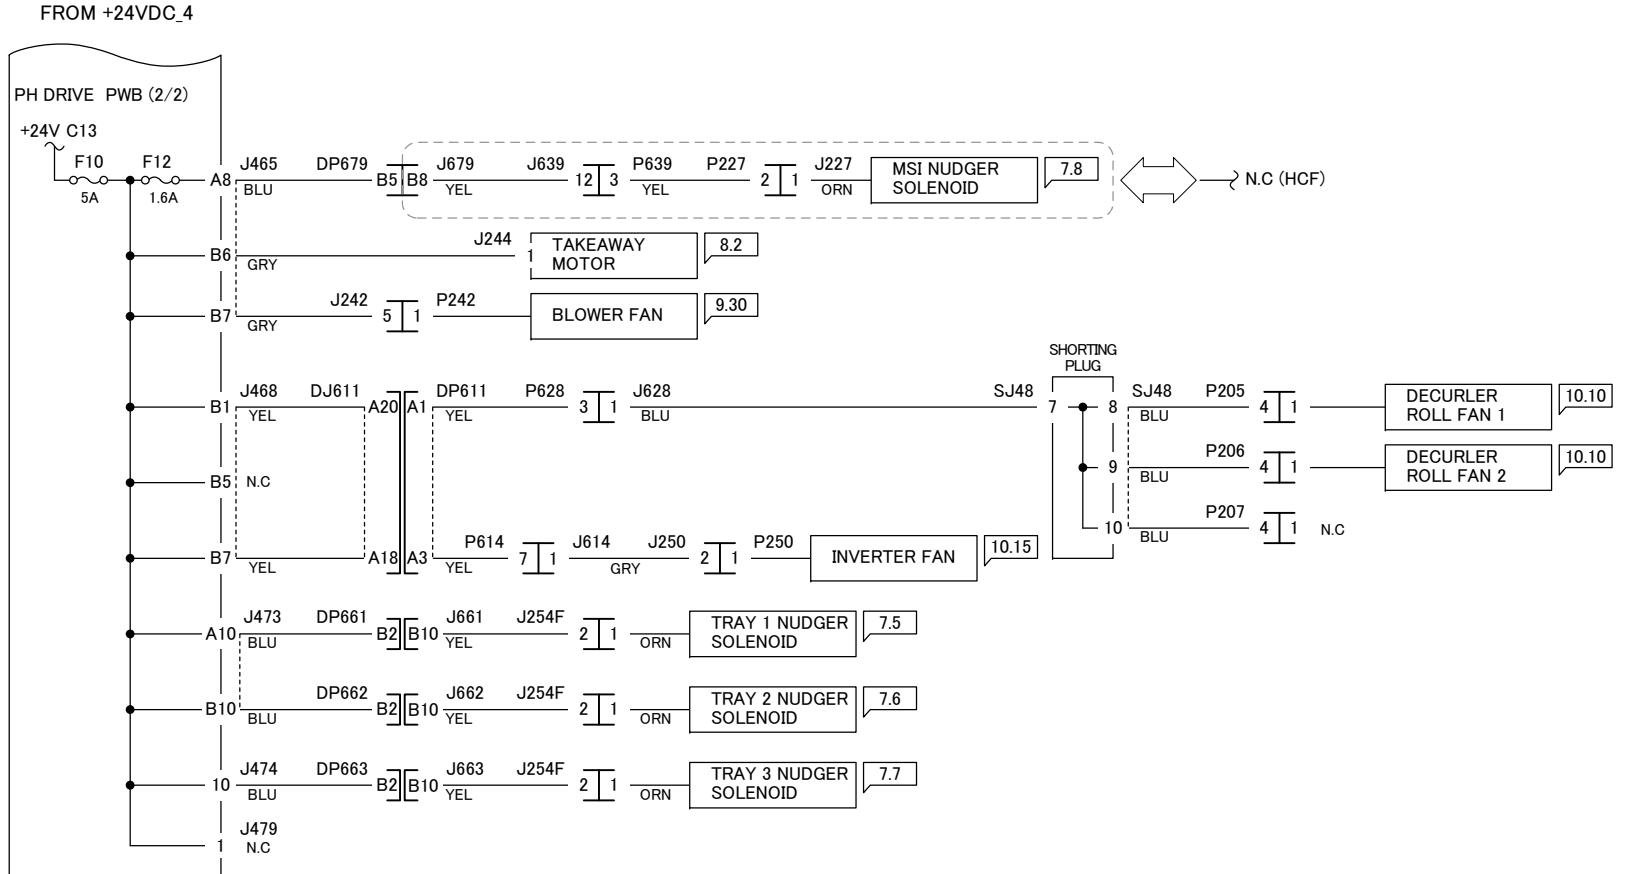 FROM +24VDC_4
PH DRIVE PWB (2/2)
+24V C13
F10 F12
5A 1.6A
A8 J465 BLU DP679 B5 B8 J679 YEL J639 12 3 P639 YEL P227 2 1 J227 ORN MSI NUDGER SOLENOID 7.8 N.C (HCF)
B6 GRY J244 1 TAKEAWAY MOTOR 8.2
B7 GRY J242 5 1 P242 BLOWER FAN 9.30
SHORTING
PLUG
B1 J468 YEL DJ611 A20 A1 DP611 YEL P628 3 1 J628 BLU SJ48 7 8 SJ48 BLU P205 4 1 DECURLER ROLL FAN 1 10.10
B5 N.C 9 BLU P206 4 1 DECURLER ROLL FAN 2 10.10
10 BLU P207 4 1 N.C
B7 YEL A18 A3 YEL P614 7 1 J614 GRY J250 2 1 P250 INVERTER FAN 10.15
A10 J473 BLU DP661 B2 B10 J661 YEL J254F 2 1 ORN TRAY 1 NUDGER SOLENOID 7.5
B10 BLU DP662 B2 B10 J662 YEL J254F 2 1 ORN TRAY 2 NUDGER SOLENOID 7.6
10 J474 BLU DP663 B2 B10 J663 YEL J254F 2 1 ORN TRAY 3 NUDGER SOLENOID 7.7
1 J479 N.C